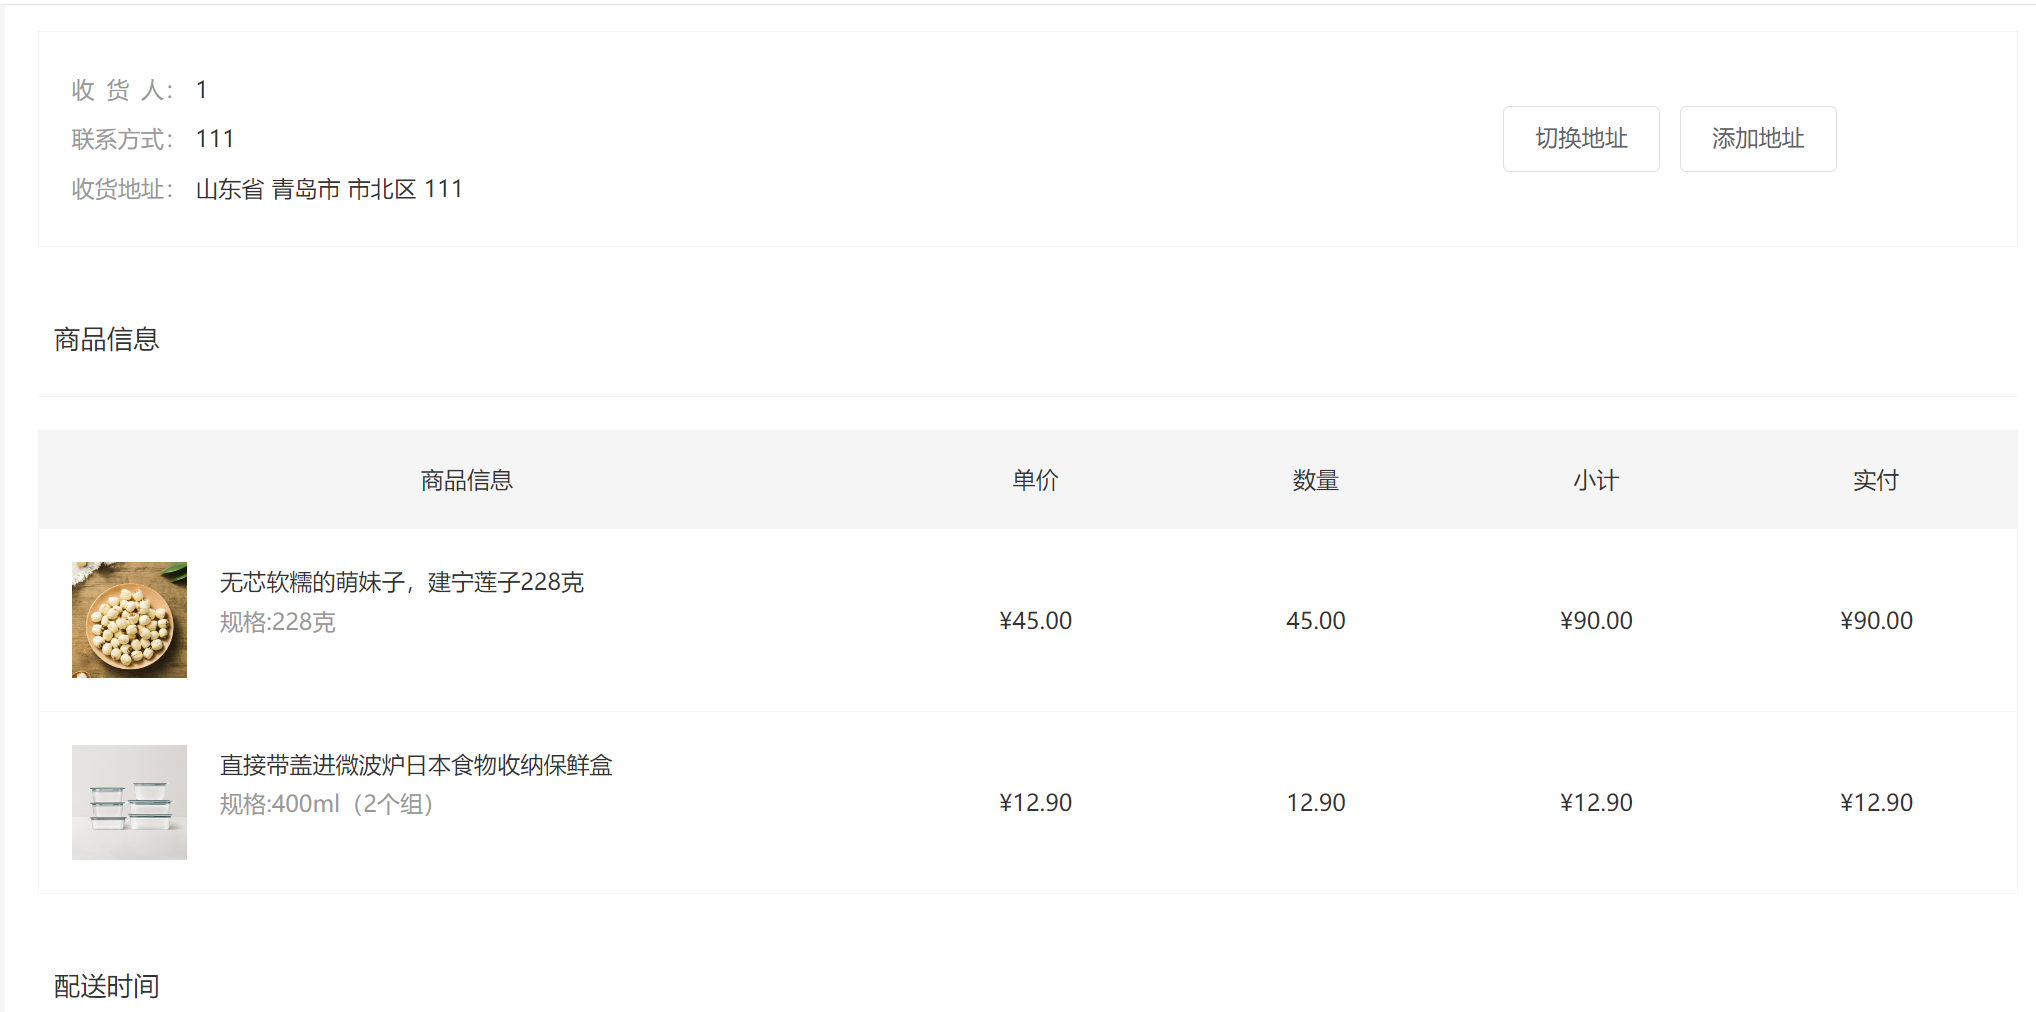 收 货 人： 1
联系方式： 111
收货地址： 山东省 青岛市 市北区 111
切换地址 添加地址
商品信息
商品信息 单价 数量 小计 实付
无芯软糯的萌妹子，建宁莲子228克
规格:228克
¥45.00 45.00 ¥90.00 ¥90.00
直接带盖进微波炉日本食物收纳保鲜盒
规格:400ml（2个组）
¥12.90 12.90 ¥12.90 ¥12.90
配送时间